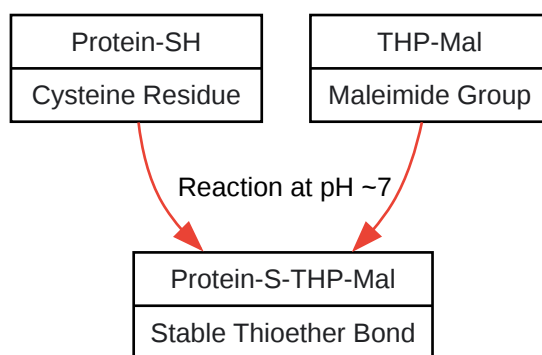 Protein-SH
Cysteine Residue
THP-Mal
Maleimide Group
Reaction at pH ~7
Protein-S-THP-Mal
Stable Thioether Bond